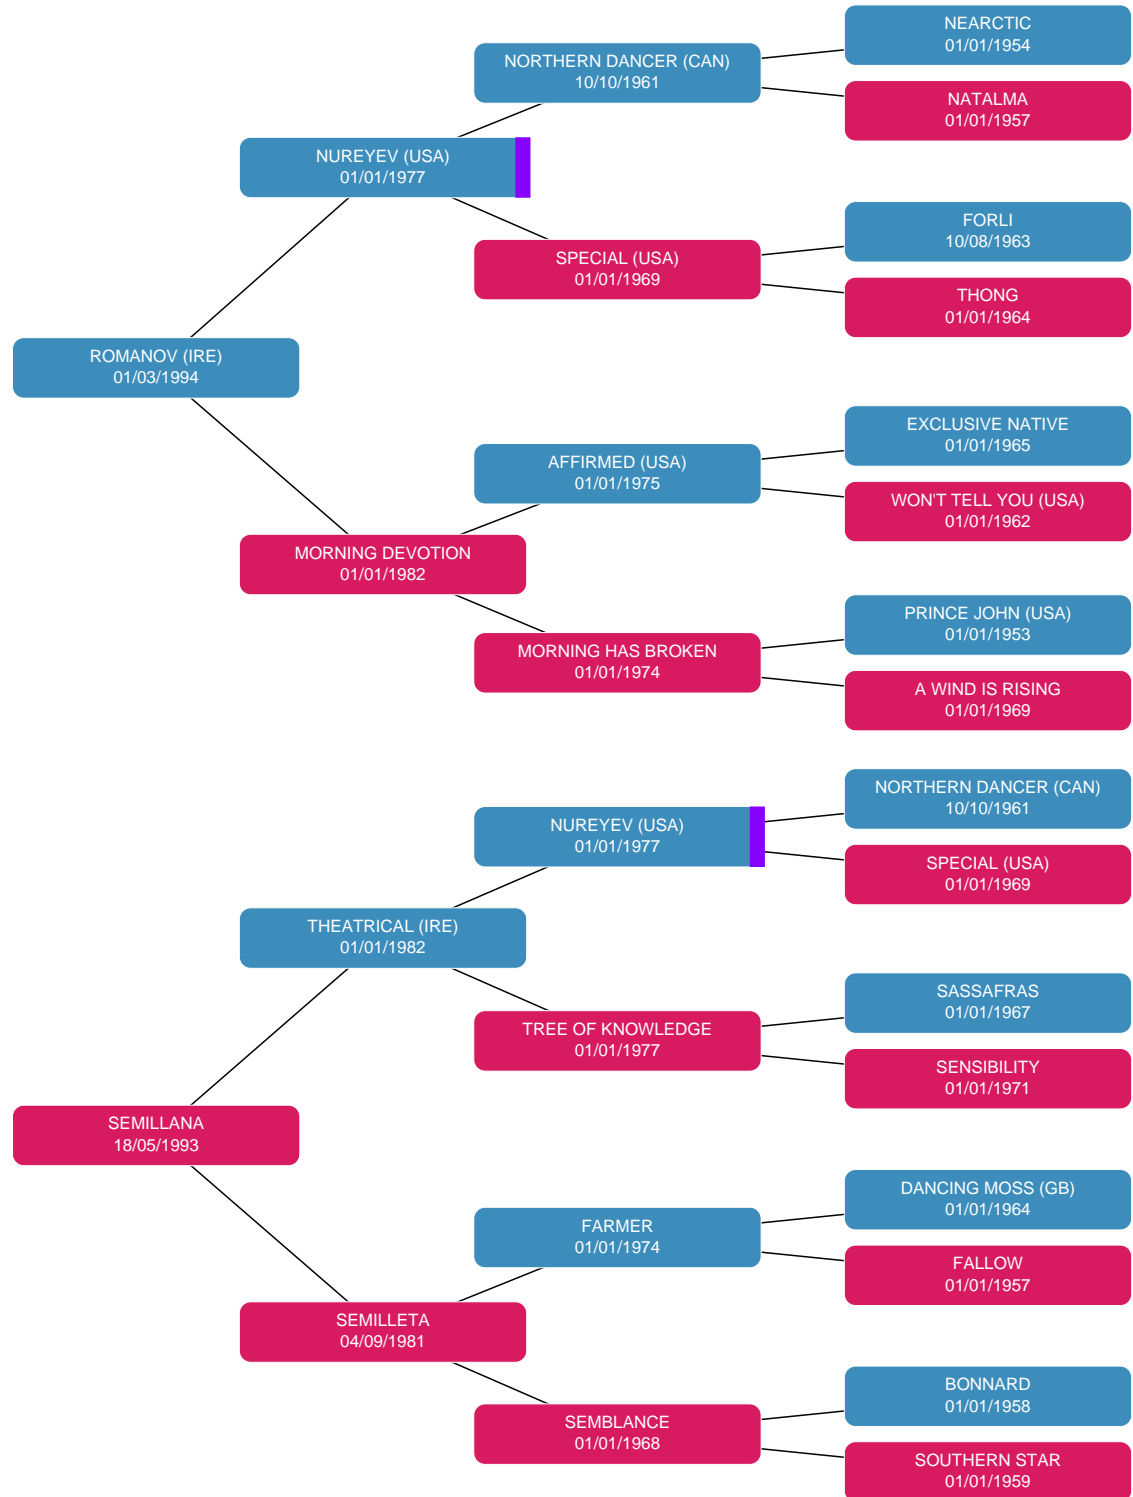 NEARCTIC
01/01/1954
NORTHERN DANCER (CAN)
10/10/1961
NATALMA
01/01/1957
NUREYEV (USA)
01/01/1977
FORLI
10/08/1963
SPECIAL (USA)
01/01/1969
THONG
01/01/1964
ROMANOV (IRE)
01/03/1994
EXCLUSIVE NATIVE
01/01/1965
AFFIRMED (USA)
01/01/1975
WON'T TELL YOU (USA)
01/01/1962
MORNING DEVOTION
01/01/1982
PRINCE JOHN (USA)
01/01/1953
MORNING HAS BROKEN
01/01/1974
A WIND IS RISING
01/01/1969
NORTHERN DANCER (CAN)
10/10/1961
NUREYEV (USA)
01/01/1977
SPECIAL (USA)
01/01/1969
THEATRICAL (IRE)
01/01/1982
SASSAFRAS
01/01/1967
TREE OF KNOWLEDGE
01/01/1977
SENSIBILITY
01/01/1971
SEMILLANA
18/05/1993
DANCING MOSS (GB)
01/01/1964
FARMER
01/01/1974
FALLOW
01/01/1957
SEMILLETA
04/09/1981
BONNARD
01/01/1958
SEMBLANCE
01/01/1968
SOUTHERN STAR
01/01/1959